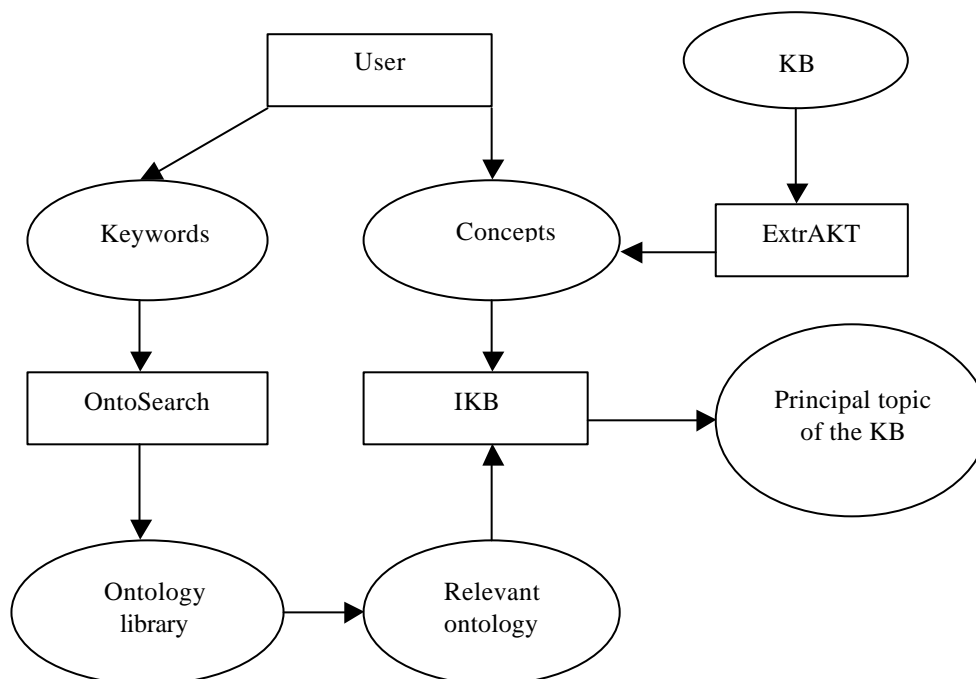 User
KB
Keywords
Concepts
ExtrAKT
OntoSearch
IKB
Principal topic
of the KB
Ontology
library
Relevant
ontology